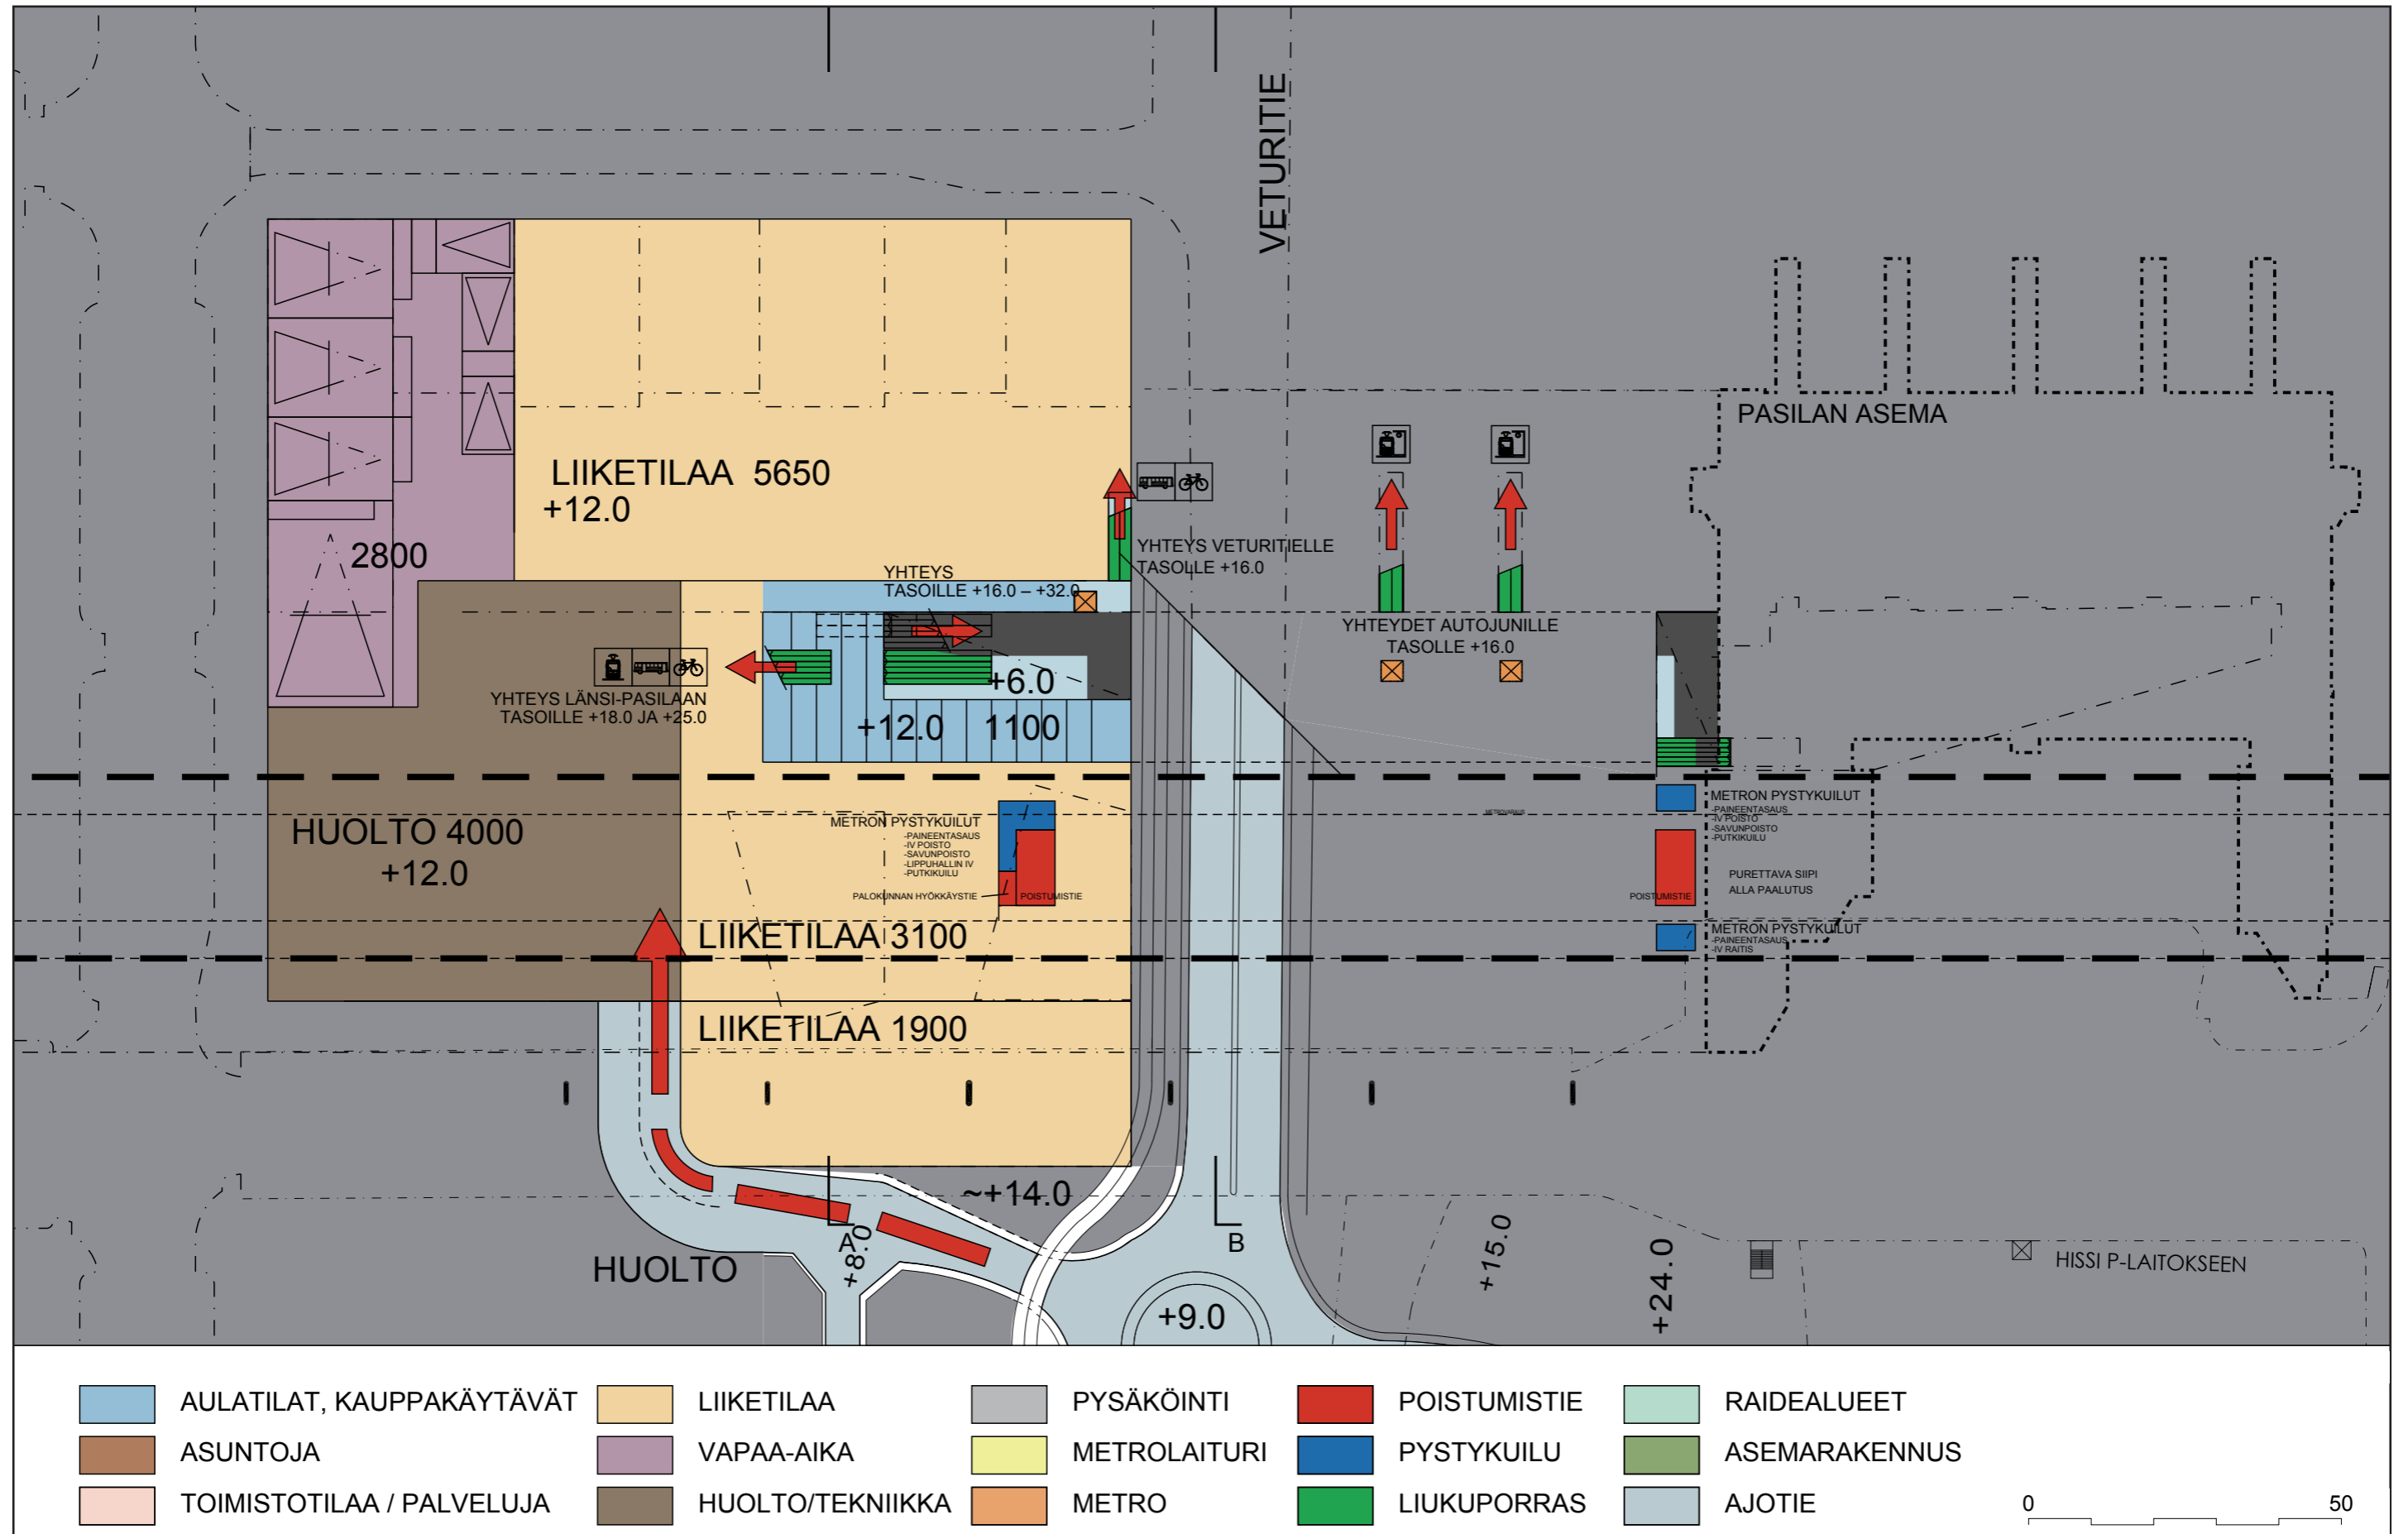 VETURITIE
PASILAN ASEMA
LIIKETILAA 5650
+12.0
2800
YHTEYS VETURITIELLE
TASOLLE +16.0
YHTEYS
TASOILLE +16.0 – +32.0
YHTEYDET AUTOJUNILLE
TASOLLE +16.0
YHTEYS LÄNSI-PASILAAN
TASOILLE +18.0 JA +25.0
+6.0
+12.0 1100
HUOLTO 4000
+12.0
METRON PYSTYKUILUT
-PAINEENTASAUS
-IV POISTO
-SAVUNPOISTO
-LIPPUHALLIN IV
-PUTKIKUILU
PALOKUNNAN HYÖKKÄYSTIE
POISTUMISTIE
METROVARAUS
METRON PYSTYKUILUT
-PAINEENTASAUS
-IV POISTO
-SAVUNPOISTO
-PUTKIKUILU
PURETTAVA SIIPI
ALLA PAALUTUS
POISTUMISTIE
METRON PYSTYKUILUT
-PAINEENTASAUS
-IV RAITIS
LIIKETILAA 3100
LIIKETILAA 1900
~+14.0
A
B
+8.0
HUOLTO
+9.0
+15.0
+24.0
HISSI P-LAITOKSEEN
AULATILAT, KAUPPAKÄYTÄVÄT
LIIKETILAA
PYSÄKÖINTI
POISTUMISTIE
RAIDEALUEET
ASUNTOJA
VAPAA-AIKA
METROLAITURI
PYSTYKUILU
ASEMARAKENNUS
TOIMISTOTILAA / PALVELUJA
HUOLTO/TEKNIIKKA
METRO
LIUKUPORRAS
AJOTIE
0 50